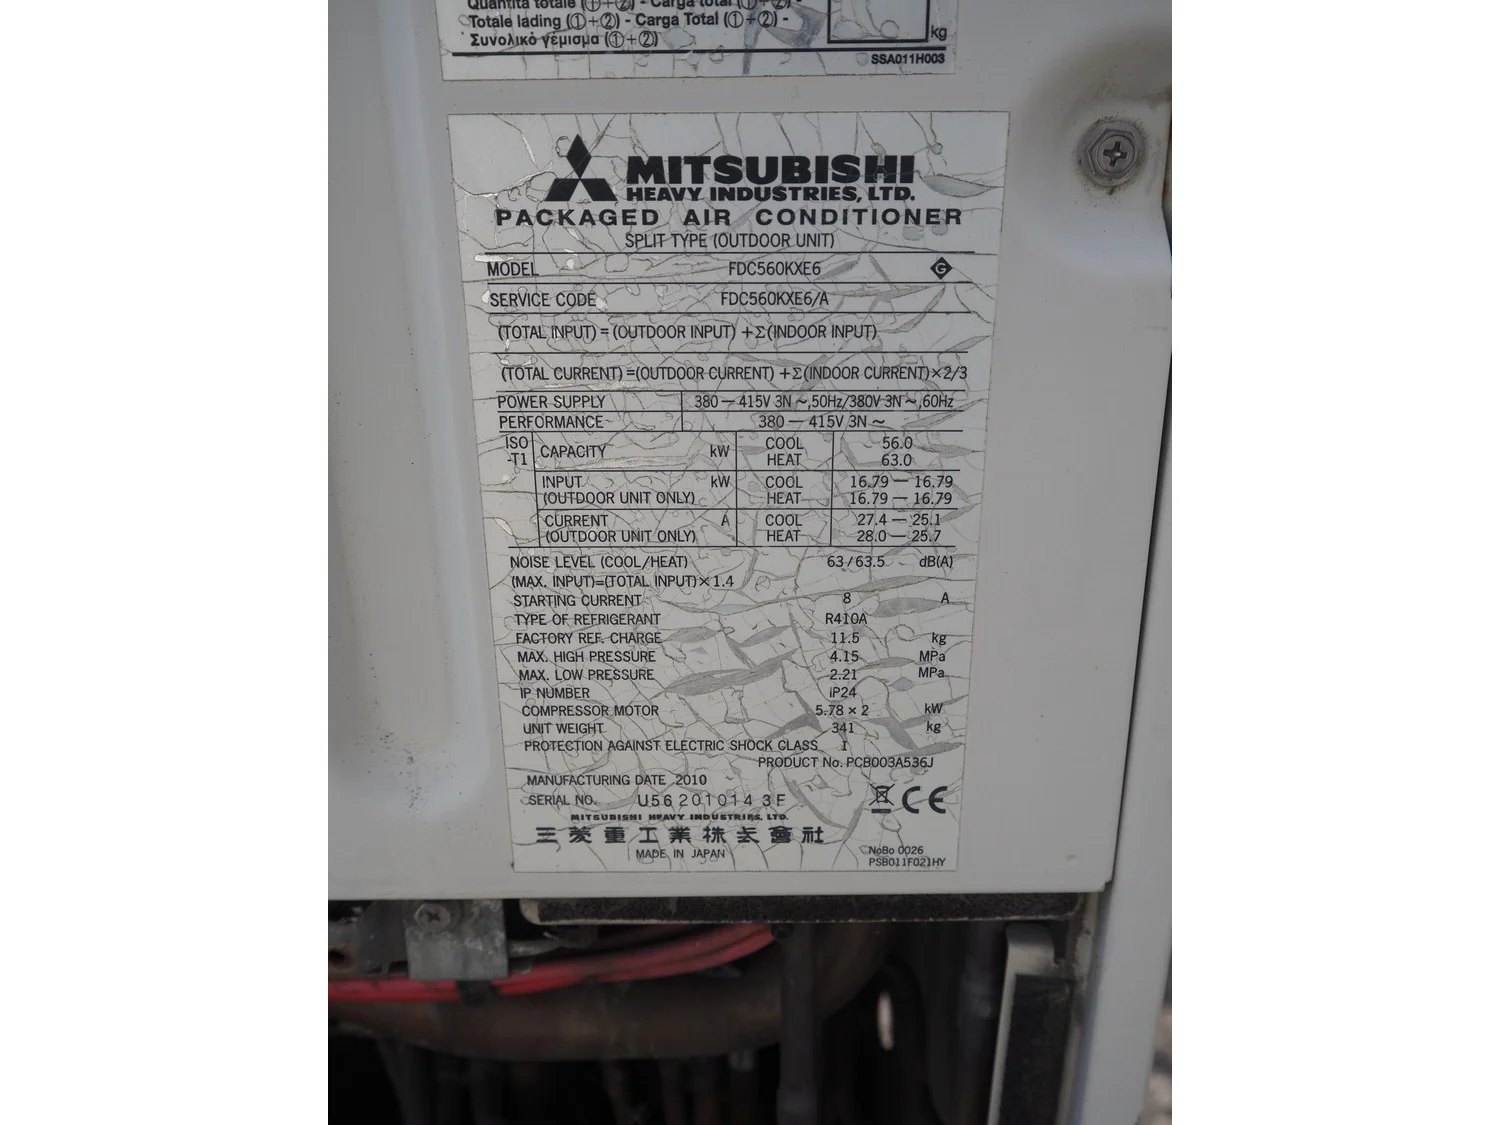 Quantità totale (①+②) - Carga total (①+②) -
Totale lading (①+②) - Carga Total (①+②) -
Συνολικό γέμισμα (①+②)
kg
SSA011H003
MITSUBISHI
HEAVY INDUSTRIES, LTD.
PACKAGED AIR CONDITIONER
SPLIT TYPE (OUTDOOR UNIT)
MODEL FDC560KXE6 G
SERVICE CODE FDC560KXE6/A
(TOTAL INPUT) = (OUTDOOR INPUT) + Σ(INDOOR INPUT)
(TOTAL CURRENT) =(OUTDOOR CURRENT) +Σ(INDOOR CURRENT)×2/3
POWER SUPPLY 380—415V 3N ~,50Hz/380V 3N ~,60Hz
PERFORMANCE 380—415V 3N ~
ISO -T1 CAPACITY kW COOL 56.0
HEAT 63.0
INPUT kW COOL 16.79—16.79
(OUTDOOR UNIT ONLY) HEAT 16.79—16.79
CURRENT A COOL 27.4—25.1
(OUTDOOR UNIT ONLY) HEAT 28.0—25.7
NOISE LEVEL (COOL/HEAT) 63/63.5 dB(A)
(MAX. INPUT)=(TOTAL INPUT)×1.4
STARTING CURRENT 8 A
TYPE OF REFRIGERANT R410A
FACTORY REF. CHARGE 11.5 kg
MAX. HIGH PRESSURE 4.15 MPa
MAX. LOW PRESSURE 2.21 MPa
IP NUMBER IP24
COMPRESSOR MOTOR 5.78×2 kW
UNIT WEIGHT 341 kg
PROTECTION AGAINST ELECTRIC SHOCK CLASS I
PRODUCT No. PCB003A536J
MANUFACTURING DATE 2010
SERIAL NO. U56 201014 3F
MITSUBISHI HEAVY INDUSTRIES, LTD.
三菱重工業株式會社
MADE IN JAPAN
CE
NoBo 0026
PSB011F021HY